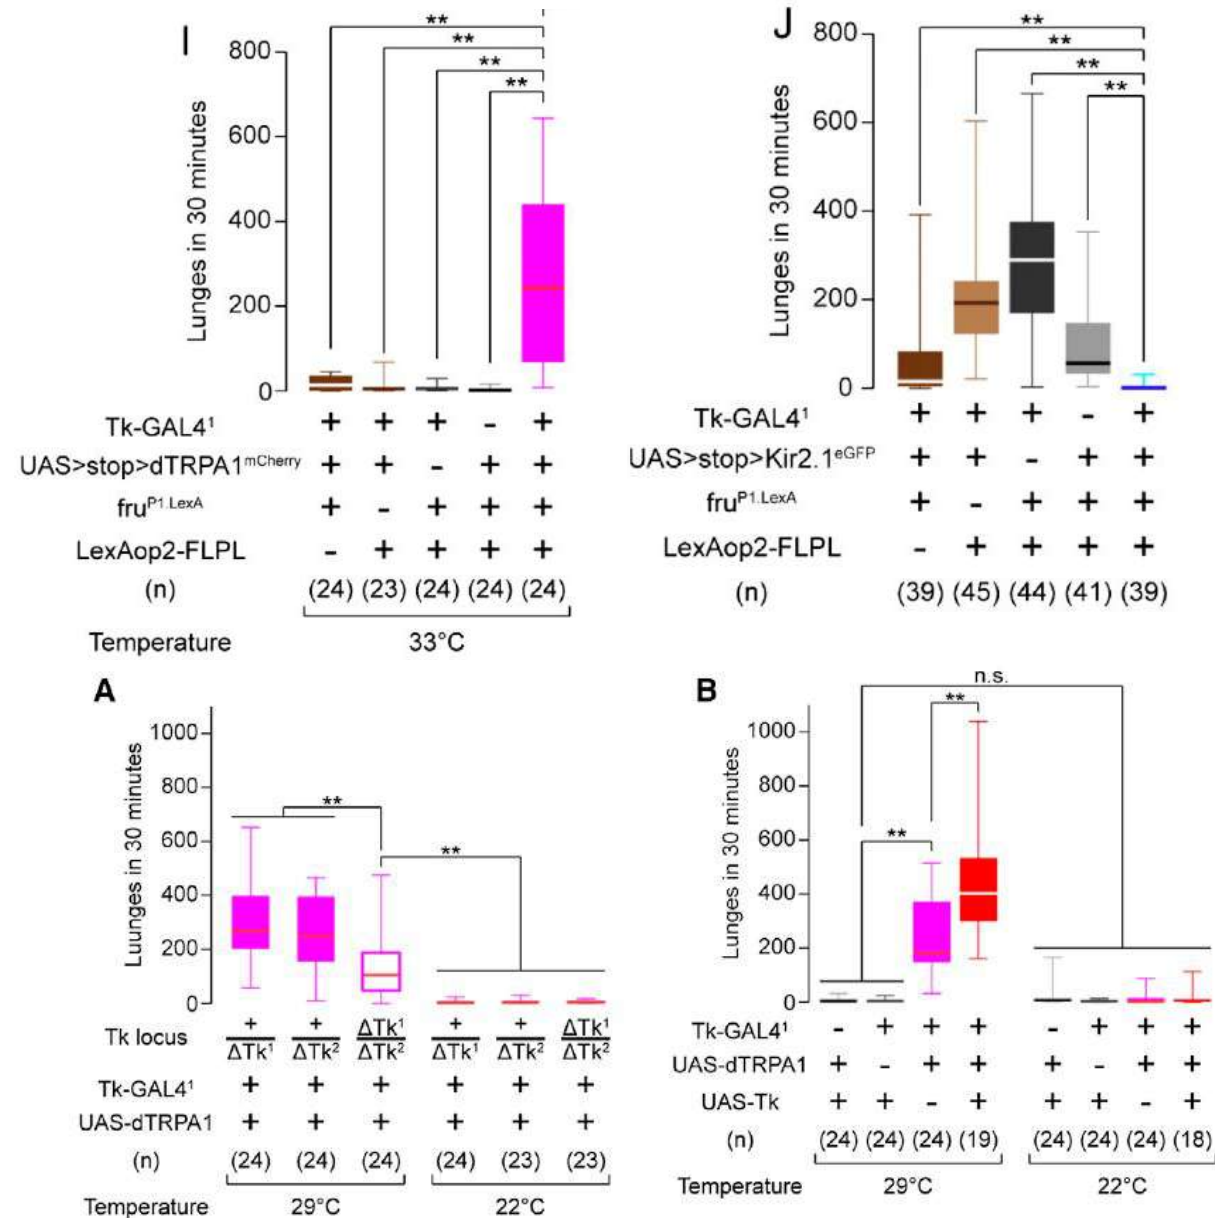 I
**
**
**
**
800
600
400
200
0
Lunges in 30 minutes
Tk-GAL4¹ + + + - +
UAS>stop>dTRPA1ᵐᶜʰᵉʳʳʸ + + - + +
fruᴾ¹·ᴸᵉˣᴬ + - + + +
LexAop2-FLPL - + + + +
(n) (24) (23) (24) (24) (24)
Temperature 33°C
J
**
**
**
**
800
600
400
200
0
Lunges in 30 minutes
Tk-GAL4¹ + + + - +
UAS>stop>Kir2.1ᵉᴳᶠᴾ + + - + +
fruᴾ¹·ᴸᵉˣᴬ + - + + +
LexAop2-FLPL - + + + +
(n) (39) (45) (44) (41) (39)
A
1000
800
600
400
200
0
Luunges in 30 minutes
**
**
Tk locus + + ΔTk¹ + + ΔTk¹
ΔTk¹ ΔTk² ΔTk² ΔTk¹ ΔTk² ΔTk²
Tk-GAL4¹ + + + + + +
UAS-dTRPA1 + + + + + +
(n) (24) (24) (24) (24) (23) (23)
Temperature 29°C 22°C
B
n.s.
**
**
1000
800
600
400
200
0
Lunges in 30 minutes
Tk-GAL4¹ - + + + - + + +
UAS-dTRPA1 + - + + + - + +
UAS-Tk + + - + + + - +
(n) (24) (24) (24) (19) (24) (24) (24) (18)
Temperature 29°C 22°C